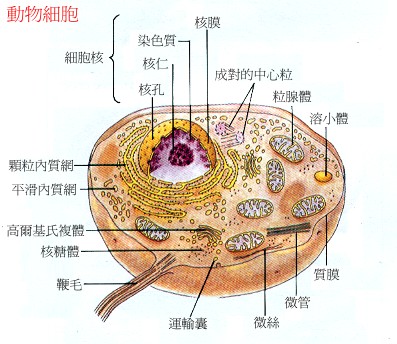 動物細胞
核膜
染色質
細胞核
核仁
核孔
成對的中心粒
粒腺體
溶小體
顆粒內質網
平滑內質網
高爾基氏複體
核糖體
鞭毛
運輸囊
微絲
微管
質膜